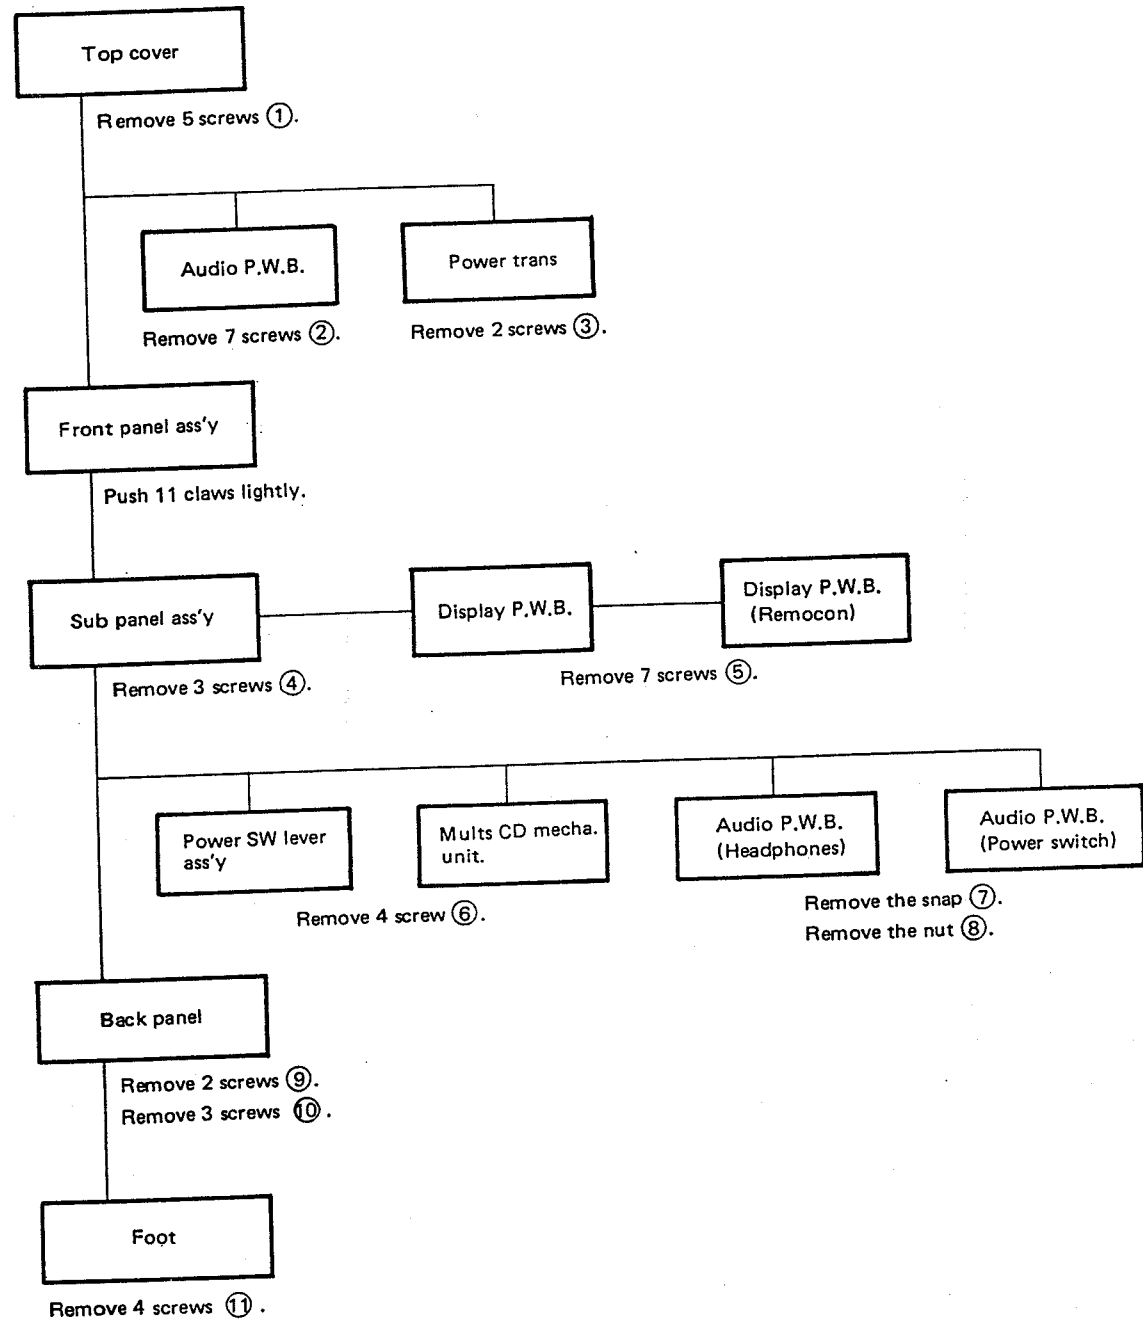 Top cover
Remove 5 screws ①.
Audio P.W.B.
Power trans
Remove 7 screws ②.
Remove 2 screws ③.
Front panel ass'y
Push 11 claws lightly.
Sub panel ass'y
Display P.W.B.
Display P.W.B.
(Remocon)
Remove 3 screws ④.
Remove 7 screws ⑤.
Power SW lever
ass'y
Mults CD mecha.
unit.
Audio P.W.B.
(Headphones)
Audio P.W.B.
(Power switch)
Remove 4 screw ⑥.
Remove the snap ⑦.
Remove the nut ⑧.
Back panel
Remove 2 screws ⑨.
Remove 3 screws ⑩.
Foot
Remove 4 screws ⑪.